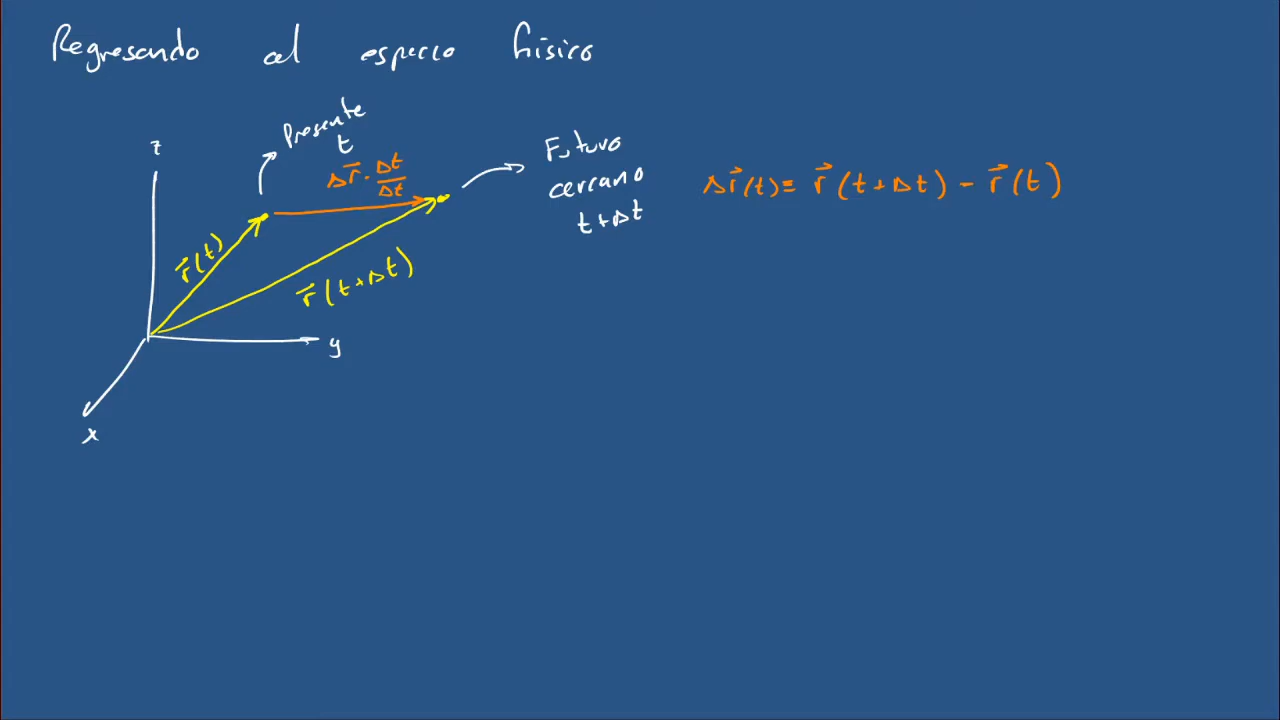 Regresando al espacio físico
z
Presente
t
Δr⃗ · Δt/Δt
Futuro
cercano
t+Δt
Δr⃗(t) = r⃗(t+Δt) - r⃗(t)
r⃗(t)
r⃗(t+Δt)
y
x